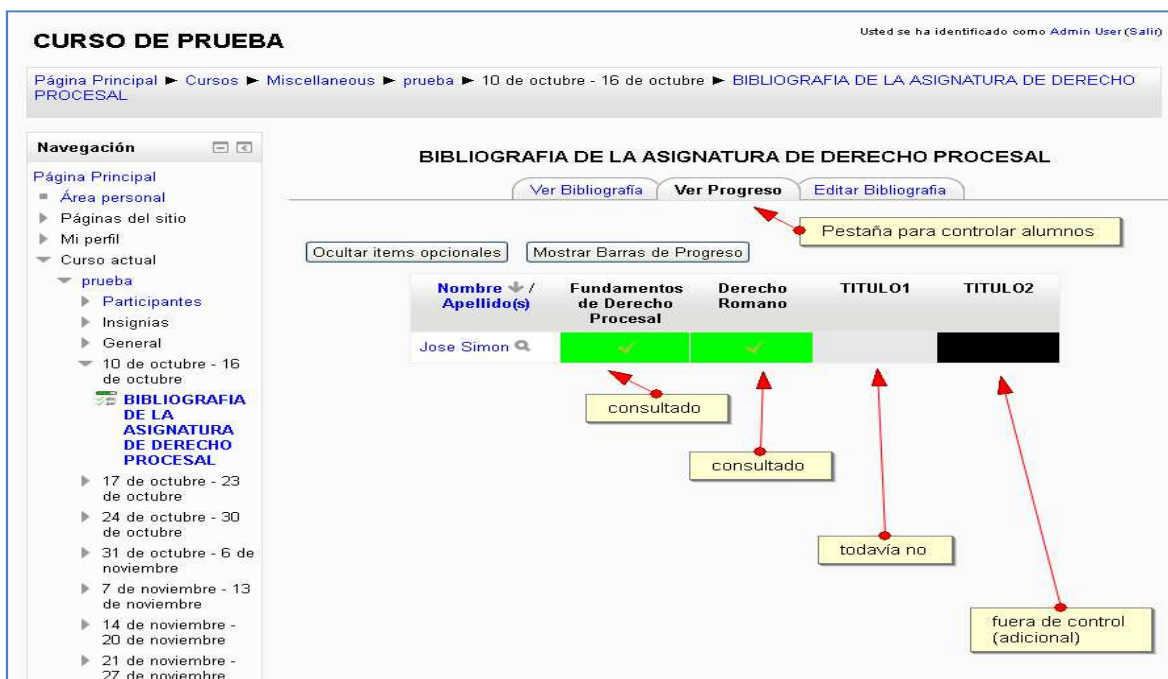 CURSO DE PRUEBA
Usted se ha identificado como Admin User (Salir)
Página Principal ► Cursos ► Miscellaneous ► prueba ► 10 de octubre - 16 de octubre ► BIBLIOGRAFIA DE LA ASIGNATURA DE DERECHO
PROCESAL
Navegación
Página Principal
Área personal
Páginas del sitio
Mi perfil
Curso actual
prueba
Participantes
Insignias
General
10 de octubre - 16
de octubre
BIBLIOGRAFIA
DE LA
ASIGNATURA
DE DERECHO
PROCESAL
17 de octubre - 23
de octubre
24 de octubre - 30
de octubre
31 de octubre - 6 de
noviembre
7 de noviembre - 13
de noviembre
14 de noviembre -
20 de noviembre
21 de noviembre -
27 de noviembre
BIBLIOGRAFIA DE LA ASIGNATURA DE DERECHO PROCESAL
Ver Bibliografía
Ver Progreso
Editar Bibliografia
Pestaña para controlar alumnos
Ocultar items opcionales
Mostrar Barras de Progreso
Nombre /
Apellido(s)
Fundamentos
de Derecho
Procesal
Derecho
Romano
TITULO1
TITULO2
Jose Simon
consultado
consultado
todavía no
fuera de control
(adicional)